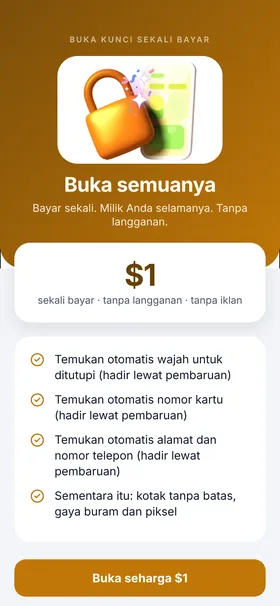 BUKA KUNCI SEKALI BAYAR
Buka semuanya
Bayar sekali. Milik Anda selamanya. Tanpa
langganan.
$1
sekali bayar · tanpa langganan · tanpa iklan
Temukan otomatis wajah untuk
ditutupi (hadir lewat pembaruan)
Temukan otomatis nomor kartu
(hadir lewat pembaruan)
Temukan otomatis alamat dan
nomor telepon (hadir lewat
pembaruan)
Sementara itu: kotak tanpa batas,
gaya buram dan piksel
Buka seharga $1